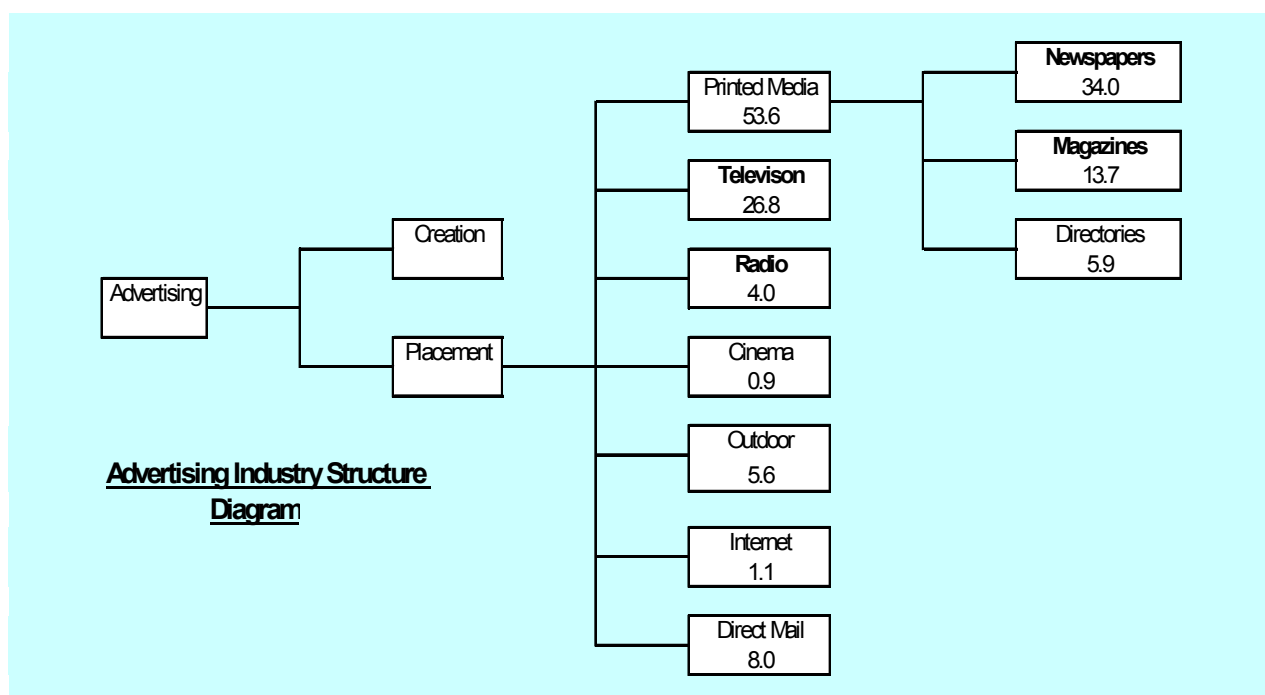 Advertising
Creation
Placement
Printed Media
53.6
Televison
26.8
Radio
4.0
Cinema
0.9
Outdoor
5.6
Internet
1.1
Direct Mail
8.0
Newspapers
34.0
Magazines
13.7
Directories
5.9
Advertising Industry Structure
Diagram